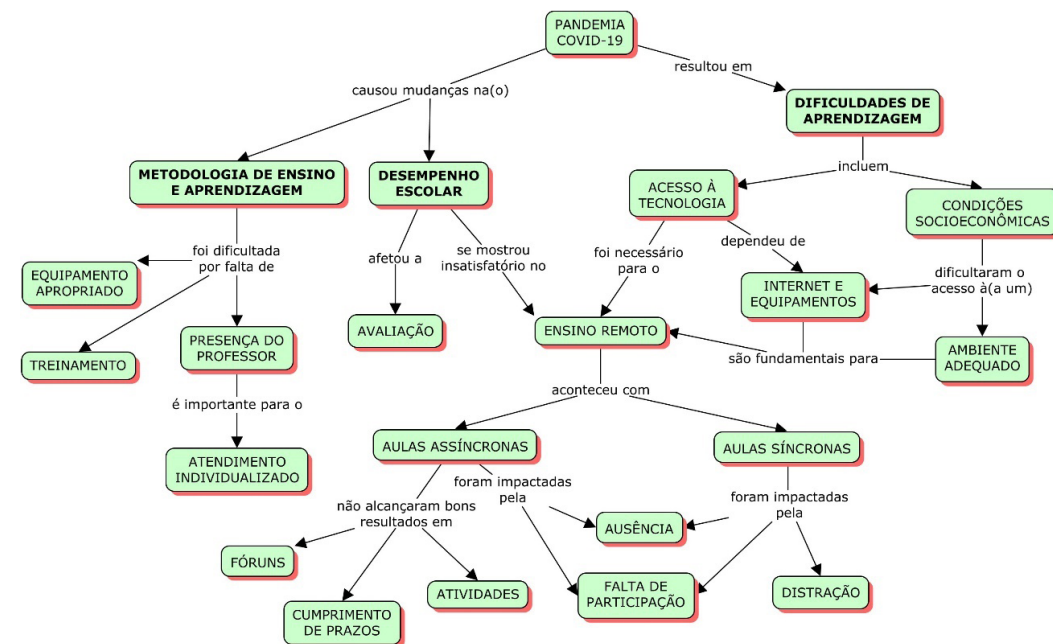 PANDEMIA
COVID-19
resultou em
causou mudanças na(o)
DIFICULDADES DE
APRENDIZAGEM
METODOLOGIA DE ENSINO
E APRENDIZAGEM
DESEMPENHO
ESCOLAR
incluem
ACESSO À
TECNOLOGIA
CONDIÇÕES
SOCIOECONÔMICAS
foi dificultada
por falta de
afetou a
se mostrou
insatisfatório no
foi necessário
para o
dependeu de
dificultaram o
acesso à(a um)
EQUIPAMENTO
APROPRIADO
INTERNET E
EQUIPAMENTOS
TREINAMENTO
PRESENÇA DO
PROFESSOR
AVALIAÇÃO
ENSINO REMOTO
são fundamentais para
AMBIENTE
ADEQUADO
é importante para o
aconteceu com
ATENDIMENTO
INDIVIDUALIZADO
AULAS ASSÍNCRONAS
AULAS SÍNCRONAS
não alcançaram bons
resultados em
foram impactadas
pela
foram impactadas
pela
AUSÊNCIA
FÓRUNS
CUMPRIMENTO
DE PRAZOS
ATIVIDADES
FALTA DE
PARTICIPAÇÃO
DISTRAÇÃO